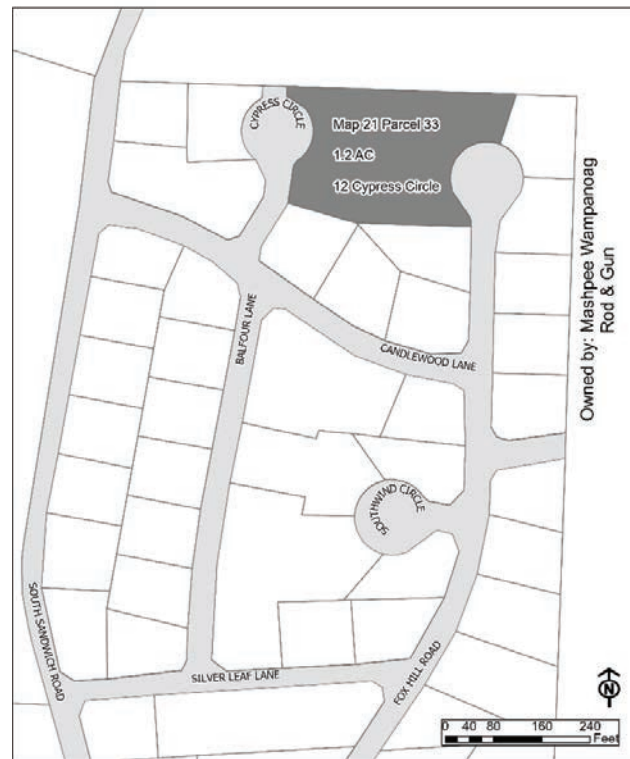 CYPRESS CIRCLE
Map 21 Parcel 33
1.2 AC
12 Cypress Circle
Owned by: Mashpee Wampanoag
Rod & Gun
BALFOUR LANE
CANDLEWOOD LANE
SOUTHWIND CIRCLE
SOUTH SANDWICH ROAD
SILVER LEAF LANE
FOX HILL ROAD
N
0 40 80 160 240
Feet